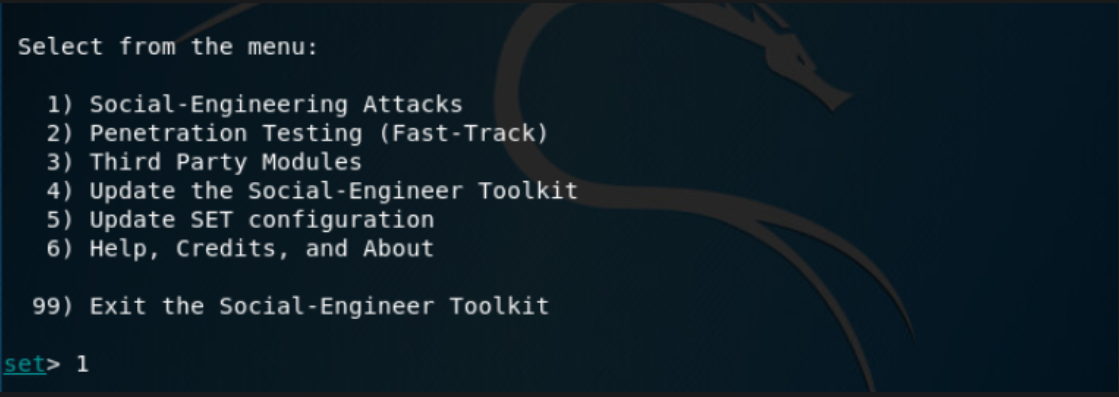 Select from the menu:
1) Social-Engineering Attacks
2) Penetration Testing (Fast-Track)
3) Third Party Modules
4) Update the Social-Engineer Toolkit
5) Update SET configuration
6) Help, Credits, and About
99) Exit the Social-Engineer Toolkit
set> 1